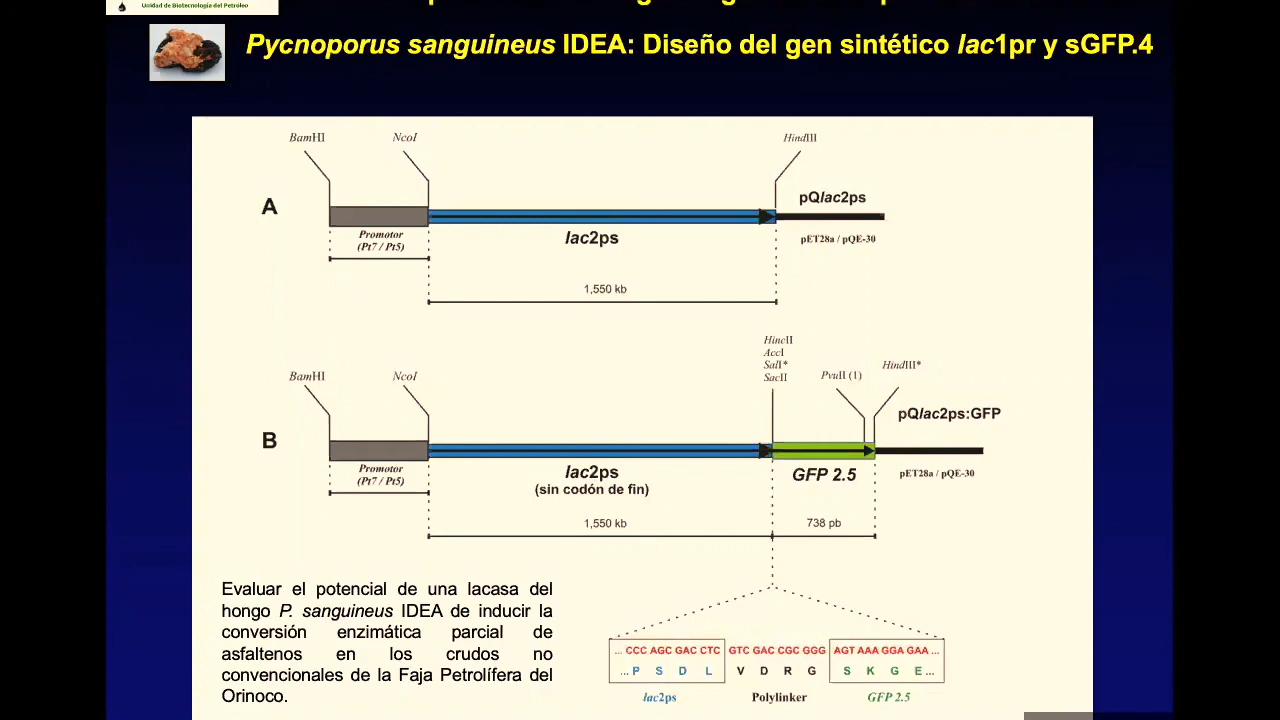 Unidad de Biotecnología del Petróleo
Pycnoporus sanguineus IDEA: Diseño del gen sintético lac1pr y sGFP.4
BamHI NcoI HindIII
A
pQlac2ps
Promotor
(Pt7 / Pt5)
lac2ps
pET28a / pQE-30
1,550 kb
HincII
AccI
SalI*
SacII
BamHI NcoI PvuII (1) HindIII*
pQlac2ps:GFP
B
Promotor
(Pt7 / Pt5)
lac2ps
(sin codón de fin)
GFP 2.5
pET28a / pQE-30
1,550 kb 738 pb
Evaluar el potencial de una lacasa del
hongo P. sanguineus IDEA de inducir la
conversión enzimática parcial de
asfaltenos en los crudos no
convencionales de la Faja Petrolífera del
Orinoco.
... CCC AGC GAC CTC GTC GAC CGC GGG AGT AAA GGA GAA ...
... P S D L V D R G S K G E ...
lac2ps Polylinker GFP 2.5